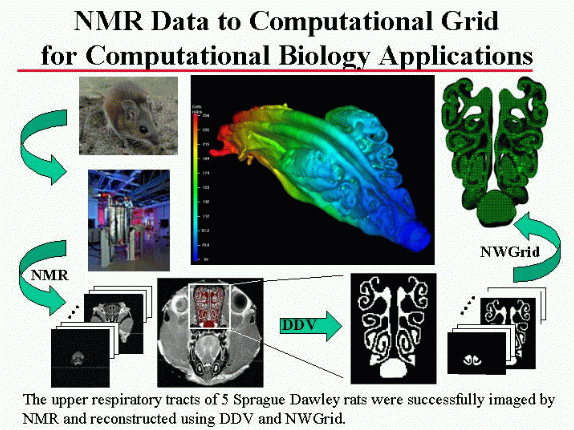 NMR Data to Computational Grid
for Computational Biology Applications
NMR
DDV
NWGrid
The upper respiratory tracts of 5 Sprague Dawley rats were successfully imaged by
NMR and reconstructed using DDV and NWGrid.